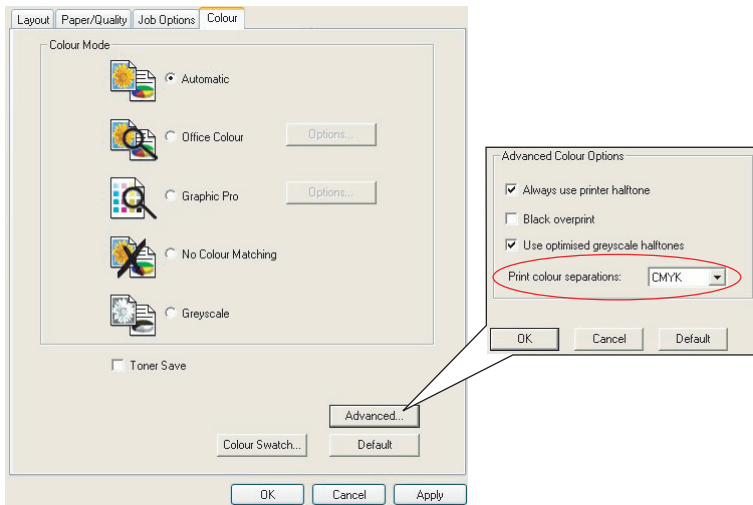 Layout Paper/Quality Job Options Colour
Colour Mode
Automatic
Office Colour Options...
Graphic Pro Options...
No Colour Matching
Greyscale
Toner Save
Advanced...
Colour Swatch... Default
OK Cancel Apply
Advanced Colour Options
Always use printer halftone
Black overprint
Use optimised greyscale halftones
Print colour separations: CMYK
OK Cancel Default